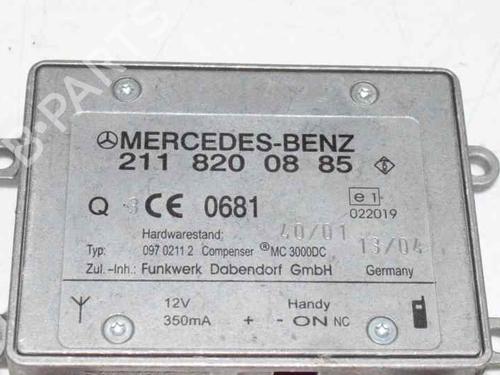 MERCEDES-BENZ
211 820 08 85
Q CE 0681
e1
022019
Hardwarestand: 40/01 13/04
Typ: 097 0211 2 Compenser ® MC 3000DC
Zul.-Inh.: Funkwerk Dabendorf GmbH Germany
12V Handy
350mA + - ON NC
B-PARTS